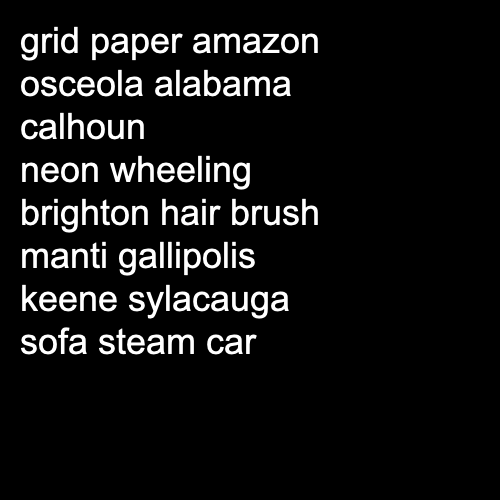 grid paper amazon
osceola alabama
calhoun
neon wheeling
brighton hair brush
manti gallipolis
keene sylacauga
sofa steam car